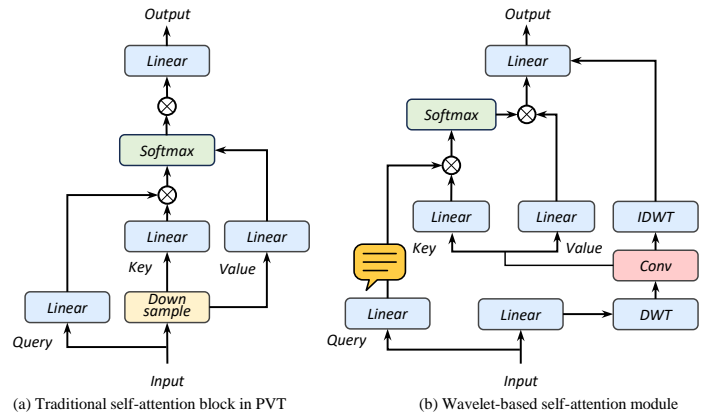 Output
Linear
Softmax
Linear
Linear
Key
Value
Linear
Down
sample
Query
Input
(a) Traditional self-attention block in PVT
Output
Linear
Softmax
Linear
Linear
IDWT
Key
Value
Conv
Linear
Linear
DWT
Query
Input
(b) Wavelet-based self-attention module